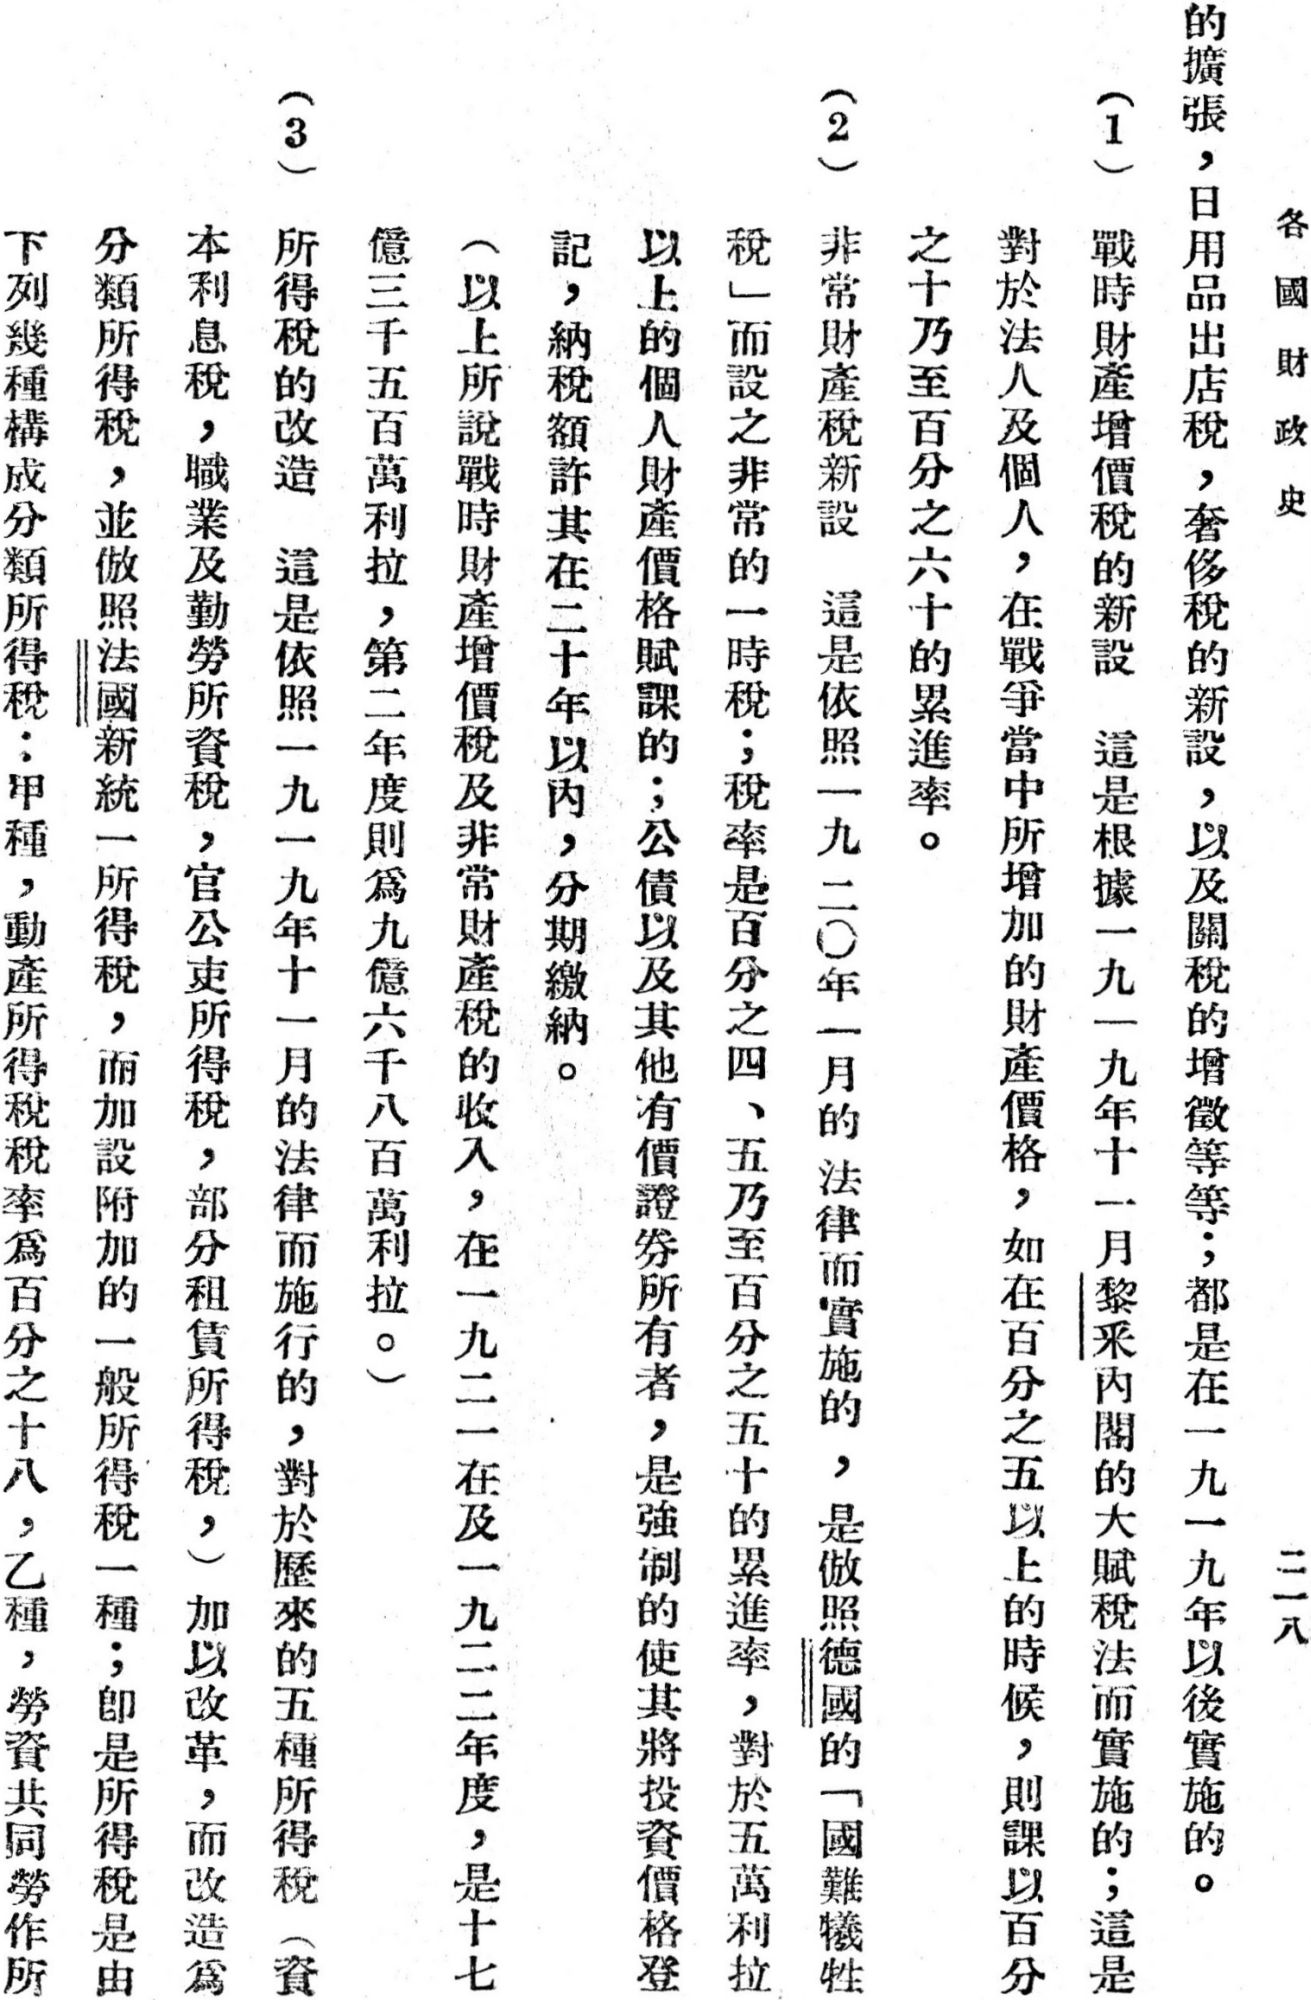 各國財政史
二一八
的擴張，日用品出店稅，奢侈稅的新設，以及關稅的增徵等等；都是在一九一九年以後實施的。
（1）戰時財產增價稅的新設　這是根據一九一九年十一月黎釆內閣的大賦稅法而實施的；這是
對於法人及個人，在戰爭當中所增加的財產價格，如在百分之五以上的時候，則課以百分
之十乃至百分之六十的累進率。
（2）非常財產稅新設　這是依照一九二〇年一月的法律而實施的，是倣照德國的「國難犧牲
稅」而設之非常的一時稅；稅率是百分之四、五乃至百分之五十的累進率，對於五萬利拉
以上的個人財產價格賦課的；公債以及其他有價證券所有者，是強制的使其將投資價格登
記，納稅額許其在二十年以內，分期繳納。
（以上所說戰時財產增價稅及非常財產稅的收入，在一九二一在及一九二二年度，是十七
億三千五百萬利拉，第二年度則爲九億六千八百萬利拉。）
（3）所得稅的改造　這是依照一九一九年十一月的法律而施行的，對於歷來的五種所得稅（資
本利息稅，職業及勤勞所資稅，官公吏所得稅，部分租賃所得稅，）加以改革，而改造爲
分類所得稅，並倣照法國新統一所得稅，而加設附加的一般所得稅一種；卽是所得稅是由
下列幾種構成分類所得稅：甲種，動產所得稅稅率爲百分之十八，乙種，勞資共同勞作所